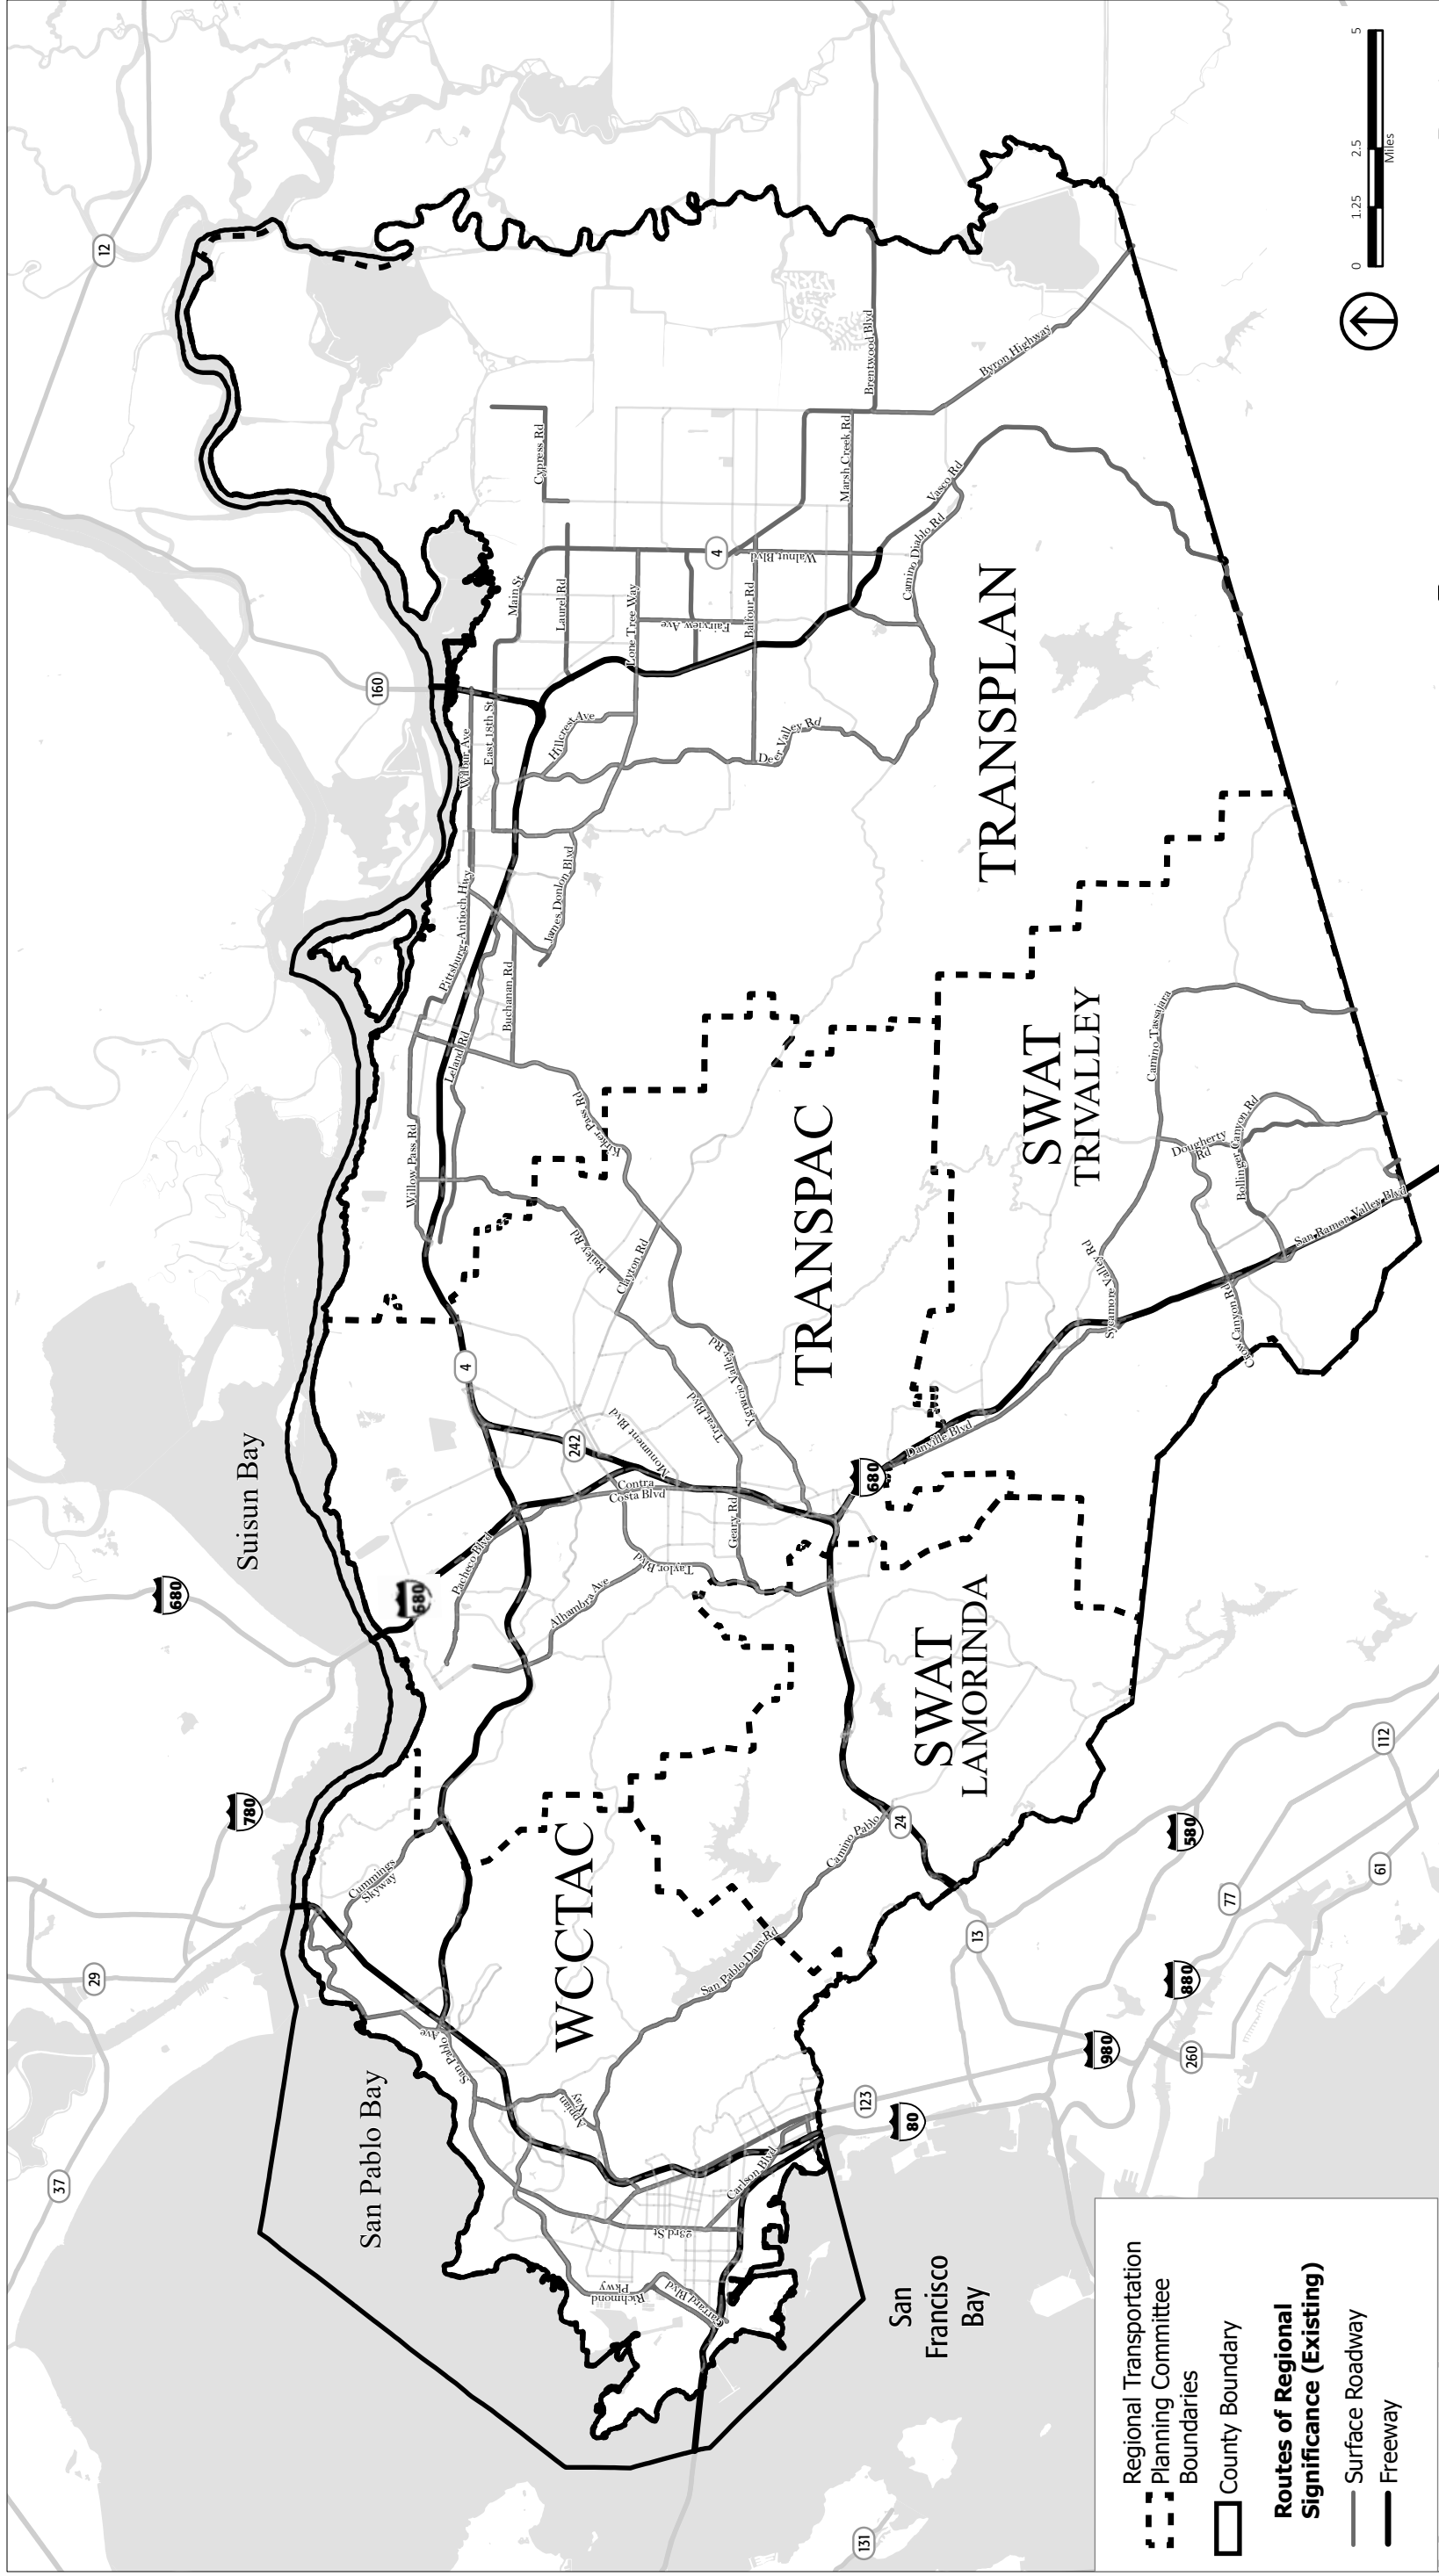 37
29
12
780
680
160
San Pablo Bay
Suisun Bay
San
Francisco
Bay
WCCTAC
TRANSPAC
TRANSPLAN
SWAT
LAMORINDA
SWAT
TRIVALLEY
Cummings
Skyway
San Pablo Ave
Appian
Way
Richmond
Pkwy
Garrard Blvd
23rd St
Carlson Blvd
San Pablo Dam Rd
Camino Pablo
680
Pacheco Blvd
Alhambra Ave
Taylor Blvd
Contra
Costa Blvd
Geary Rd
Monument Blvd
Treat Blvd
Ygnacio Valley Rd
Clayton Rd
Bailey Rd
Kirker Pass Rd
4
242
680
24
Willow Pass Rd
Leland Rd
Pittsburg-Antioch Hwy
Buchanan Rd
James Donlon Blvd
Wilbur Ave
East 18th St
Hillcrest Ave
Lone Tree Way
Deer Valley Rd
Main St
Laurel Rd
Fairview Ave
Balfour Rd
4
Walnut Blvd
Cypress Rd
Marsh Creek Rd
Camino Diablo Rd
Vasco Rd
Brentwood Blvd
Byron Highway
Danville Blvd
Sycamore Valley Rd
Camino Tassajara
Crow Canyon Rd
Dougherty
Rd
Bollinger Canyon Rd
San Ramon Valley Blvd
131
80
123
13
980
260
880
580
77
61
112
Regional Transportation
Planning Committee
Boundaries
County Boundary
Routes of Regional
Significance (Existing)
Surface Roadway
Freeway
0 1.25 2.5 5
Miles